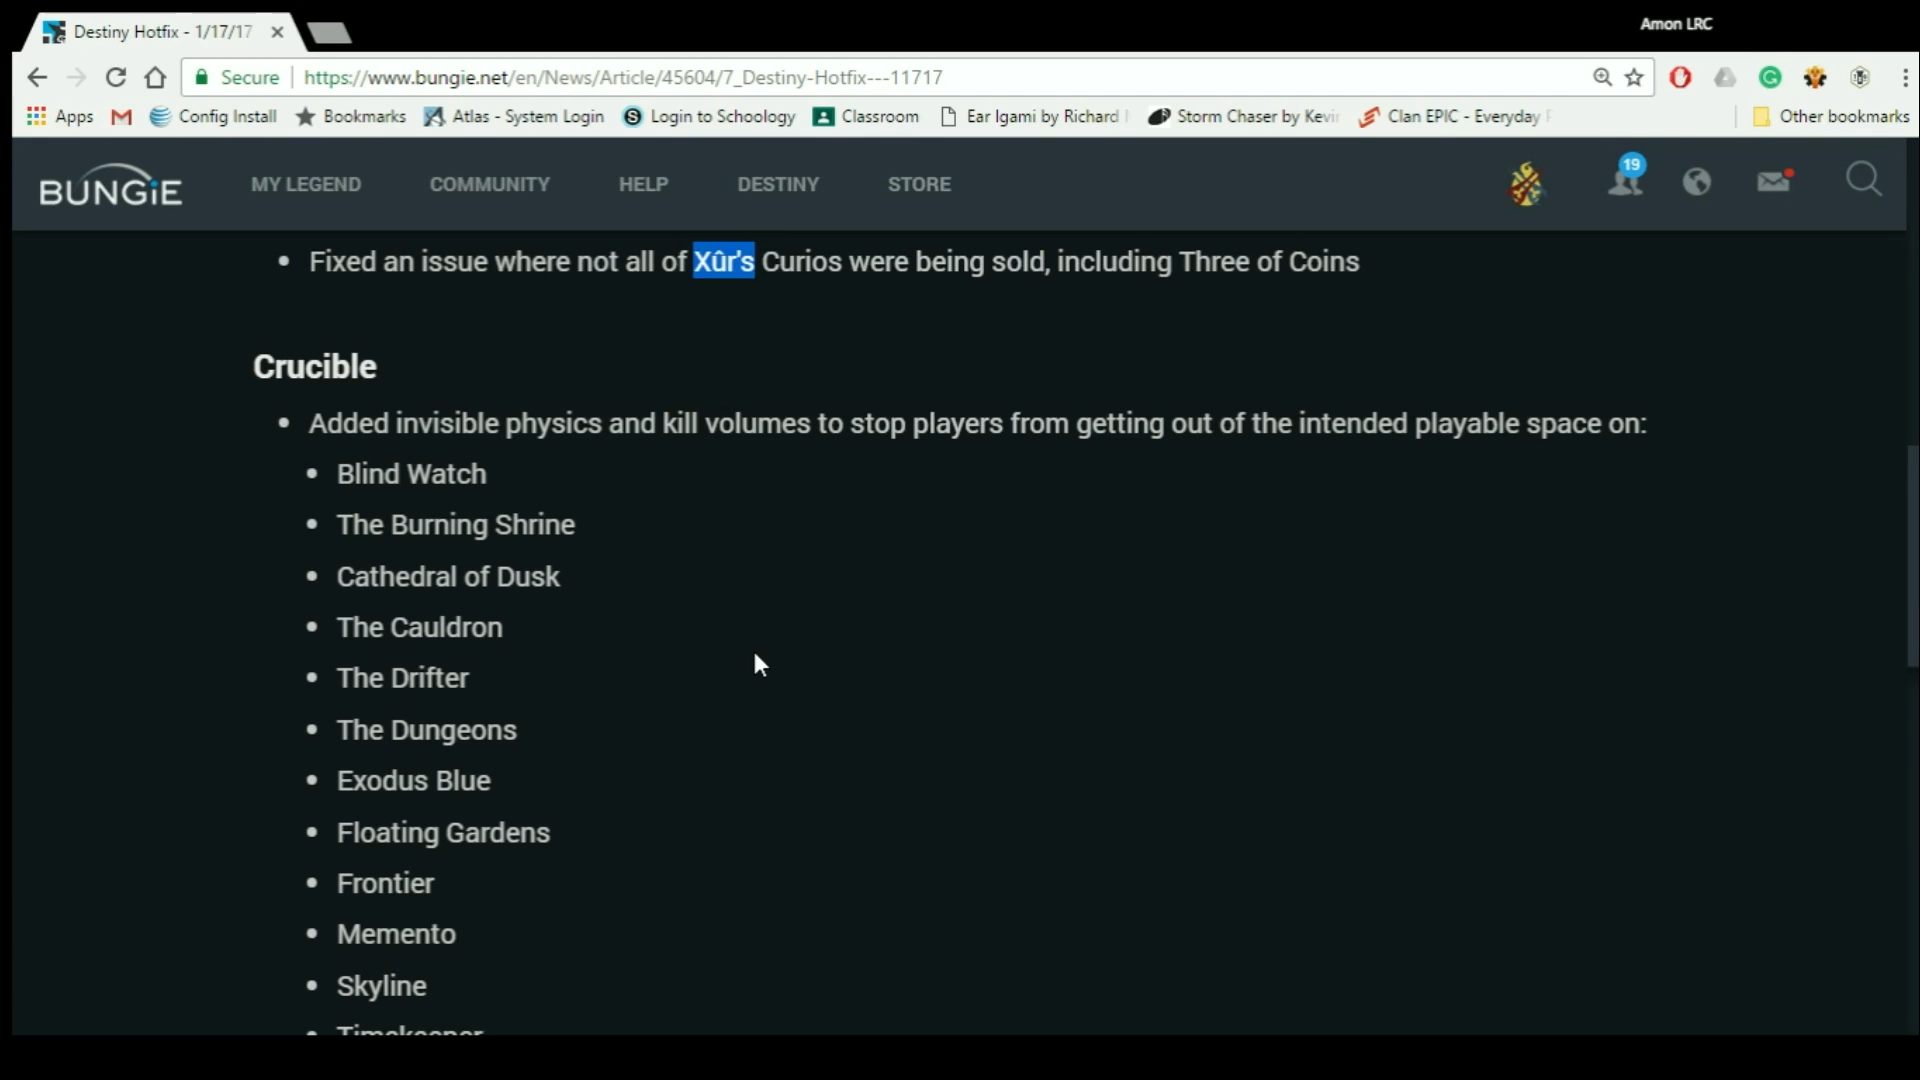 Amon LRC
Destiny Hotfix - 1/17/17
Secure https://www.bungie.net/en/News/Article/45604/7_Destiny-Hotfix---11717
Apps Config Install Bookmarks Atlas - System Login Login to Schoology Classroom Ear Igami by Richard Storm Chaser by Kevi Clan EPIC - Everyday Other bookmarks
BUNGiE MY LEGEND COMMUNITY HELP DESTINY STORE 19
• Fixed an issue where not all of Xûr's Curios were being sold, including Three of Coins
Crucible
• Added invisible physics and kill volumes to stop players from getting out of the intended playable space on:
• Blind Watch
• The Burning Shrine
• Cathedral of Dusk
• The Cauldron
• The Drifter
• The Dungeons
• Exodus Blue
• Floating Gardens
• Frontier
• Memento
• Skyline
• Timekeeper